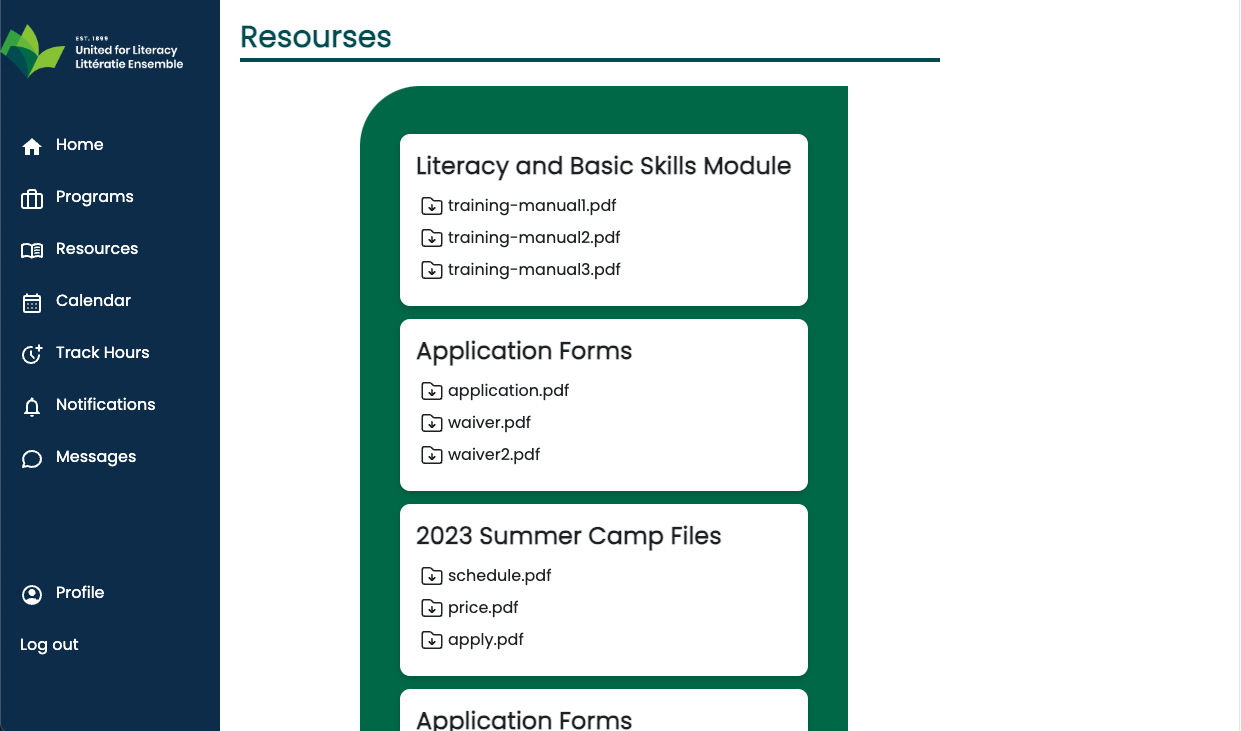 EST. 1899
United for Literacy
Littératie Ensemble
Home
Programs
Resources
Calendar
Track Hours
Notifications
Messages
Profile
Log out
Resourses
Literacy and Basic Skills Module
training-manual1.pdf
training-manual2.pdf
training-manual3.pdf
Application Forms
application.pdf
waiver.pdf
waiver2.pdf
2023 Summer Camp Files
schedule.pdf
price.pdf
apply.pdf
Application Forms